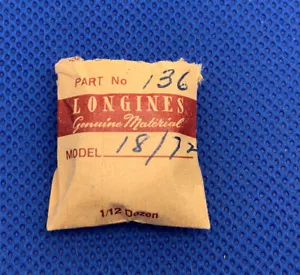 PART No 136
LONGINES
Genuine Material
MODEL 18/72
1/12 Dozen